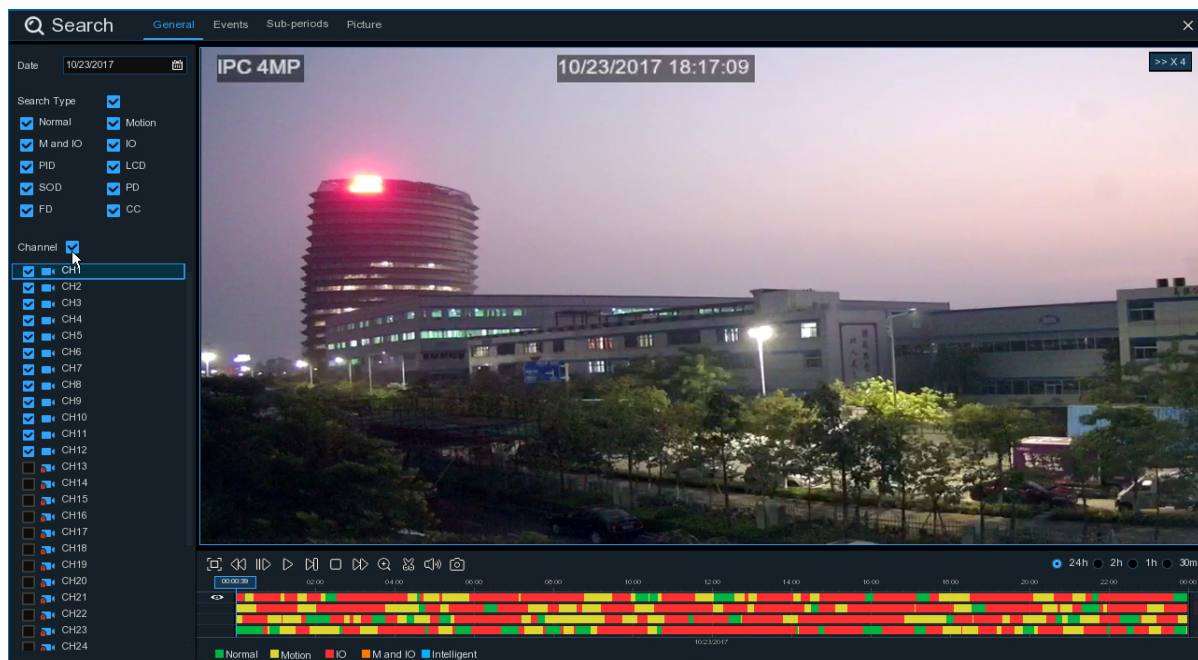 Search General Events Sub-periods Picture
Date 10/23/2017
Search Type
Normal Motion
M and IO IO
PID LCD
SOD PD
FD CC
Channel
CH1
CH2
CH3
CH4
CH5
CH6
CH7
CH8
CH9
CH10
CH11
CH12
CH13
CH14
CH15
CH16
CH17
CH18
CH19
CH20
CH21
CH22
CH23
CH24
IPC 4MP 10/23/2017 18:17:09 >> X 4
24h 2h 1h 30m
00:00:39 02:00 04:00 06:00 08:00 10:00 12:00 14:00 16:00 18:00 20:00 22:00 00:00
10/23/2017
Normal Motion IO M and IO Intelligent